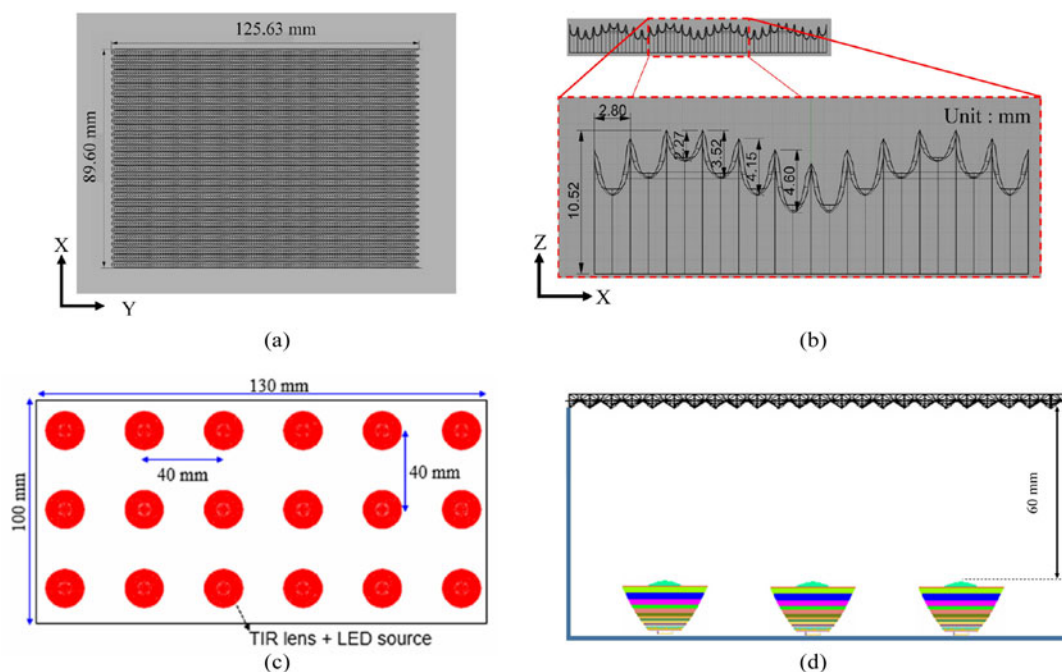 125.63 mm
89.60 mm
X
Y
(a)
2.80
Unit : mm
2.27
3.52
4.15
4.60
10.52
Z
X
(b)
130 mm
40 mm
40 mm
100 mm
TIR lens + LED source
(c)
60 mm
(d)